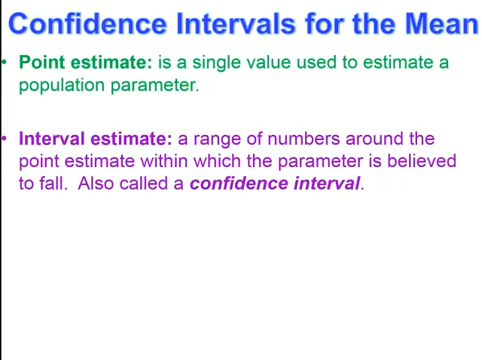 Confidence Intervals for the Mean
• Point estimate: is a single value used to estimate a
population parameter.
• Interval estimate: a range of numbers around the
point estimate within which the parameter is believed
to fall. Also called a confidence interval.